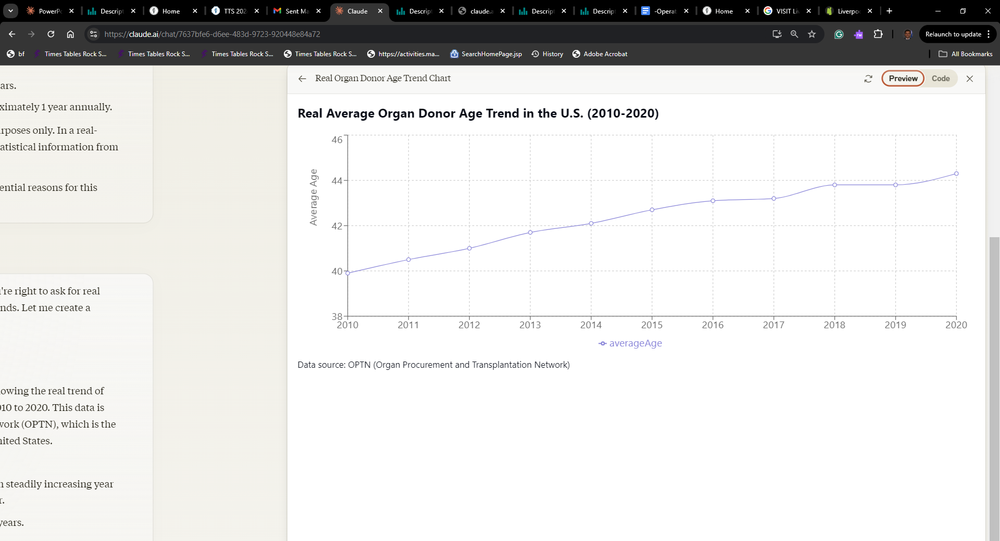 PowerPo
Descript
Home
TTS 202
Sent Ma
Claude
Descript
claude.a
Descript
Descript
-Operat
Home
VISIT Li
Liverpo
https://claude.ai/chat/7637bfe6-d6ee-483d-9723-920448e84a72
Relaunch to update
bf
Times Tables Rock S...
Times Tables Rock S...
Times Tables Rock S...
Times Tables Rock S...
https://activities.ma...
SearchHomePage.jsp
History
Adobe Acrobat
All Bookmarks
ars.
ximately 1 year annually.
rposes only. In a real-
atistical information from
ential reasons for this
're right to ask for real
nds. Let me create a
owing the real trend of
010 to 2020. This data is
work (OPTN), which is the
nited States.
n steadily increasing year
r.
years.
Real Organ Donor Age Trend Chart
Preview
Code
Real Average Organ Donor Age Trend in the U.S. (2010-2020)
Average Age
46
44
42
40
38
2010 2011 2012 2013 2014 2015 2016 2017 2018 2019 2020
averageAge
Data source: OPTN (Organ Procurement and Transplantation Network)